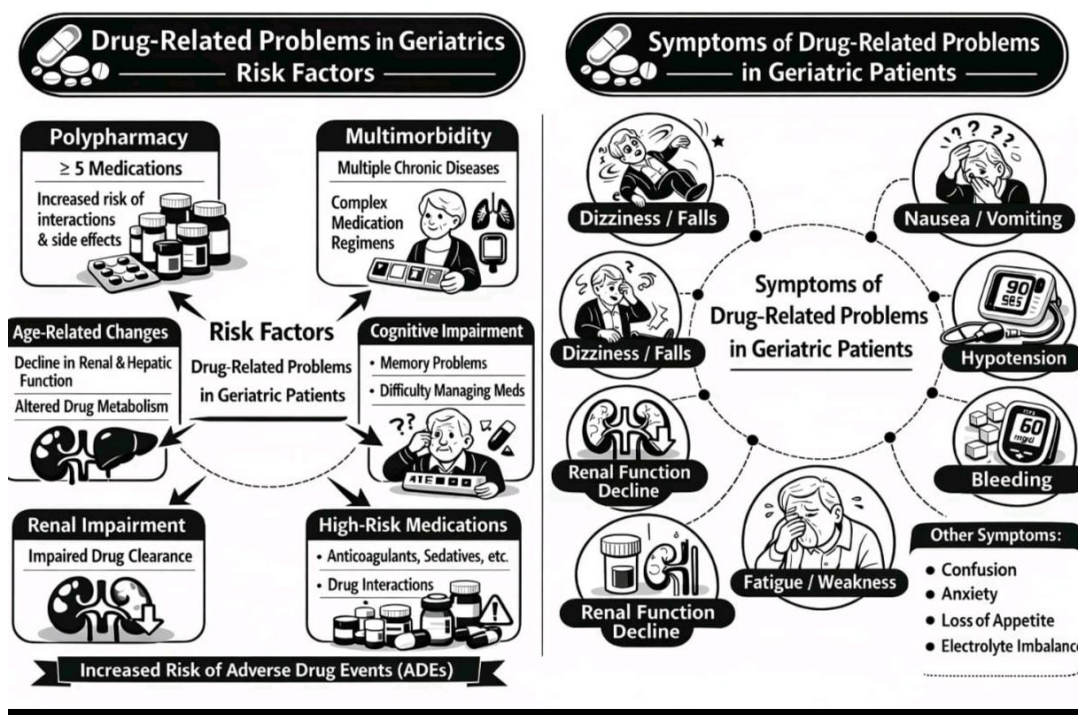 Drug-Related Problems in Geriatrics
Risk Factors
Polypharmacy
≥ 5 Medications
Increased risk of
interactions
& side effects
Multimorbidity
Multiple Chronic Diseases
Complex
Medication
Regimens
Age-Related Changes
Decline in Renal & Hepatic
Function
Altered Drug Metabolism
Risk Factors
Drug-Related Problems
in Geriatric Patients
Cognitive Impairment
• Memory Problems
• Difficulty Managing Meds
??
Renal Impairment
Impaired Drug Clearance
High-Risk Medications
• Anticoagulants, Sedatives, etc.
• Drug Interactions
!
Increased Risk of Adverse Drug Events (ADEs)
Symptoms of Drug-Related Problems
in Geriatric Patients
Dizziness / Falls
? ? ??
Nausea / Vomiting
Symptoms of
Drug-Related Problems
in Geriatric Patients
Dizziness / Falls
90
Hypotension
Renal Function
Decline
60
Bleeding
Renal Function
Decline
Fatigue / Weakness
Other Symptoms:
• Confusion
• Anxiety
• Loss of Appetite
• Electrolyte Imbalance